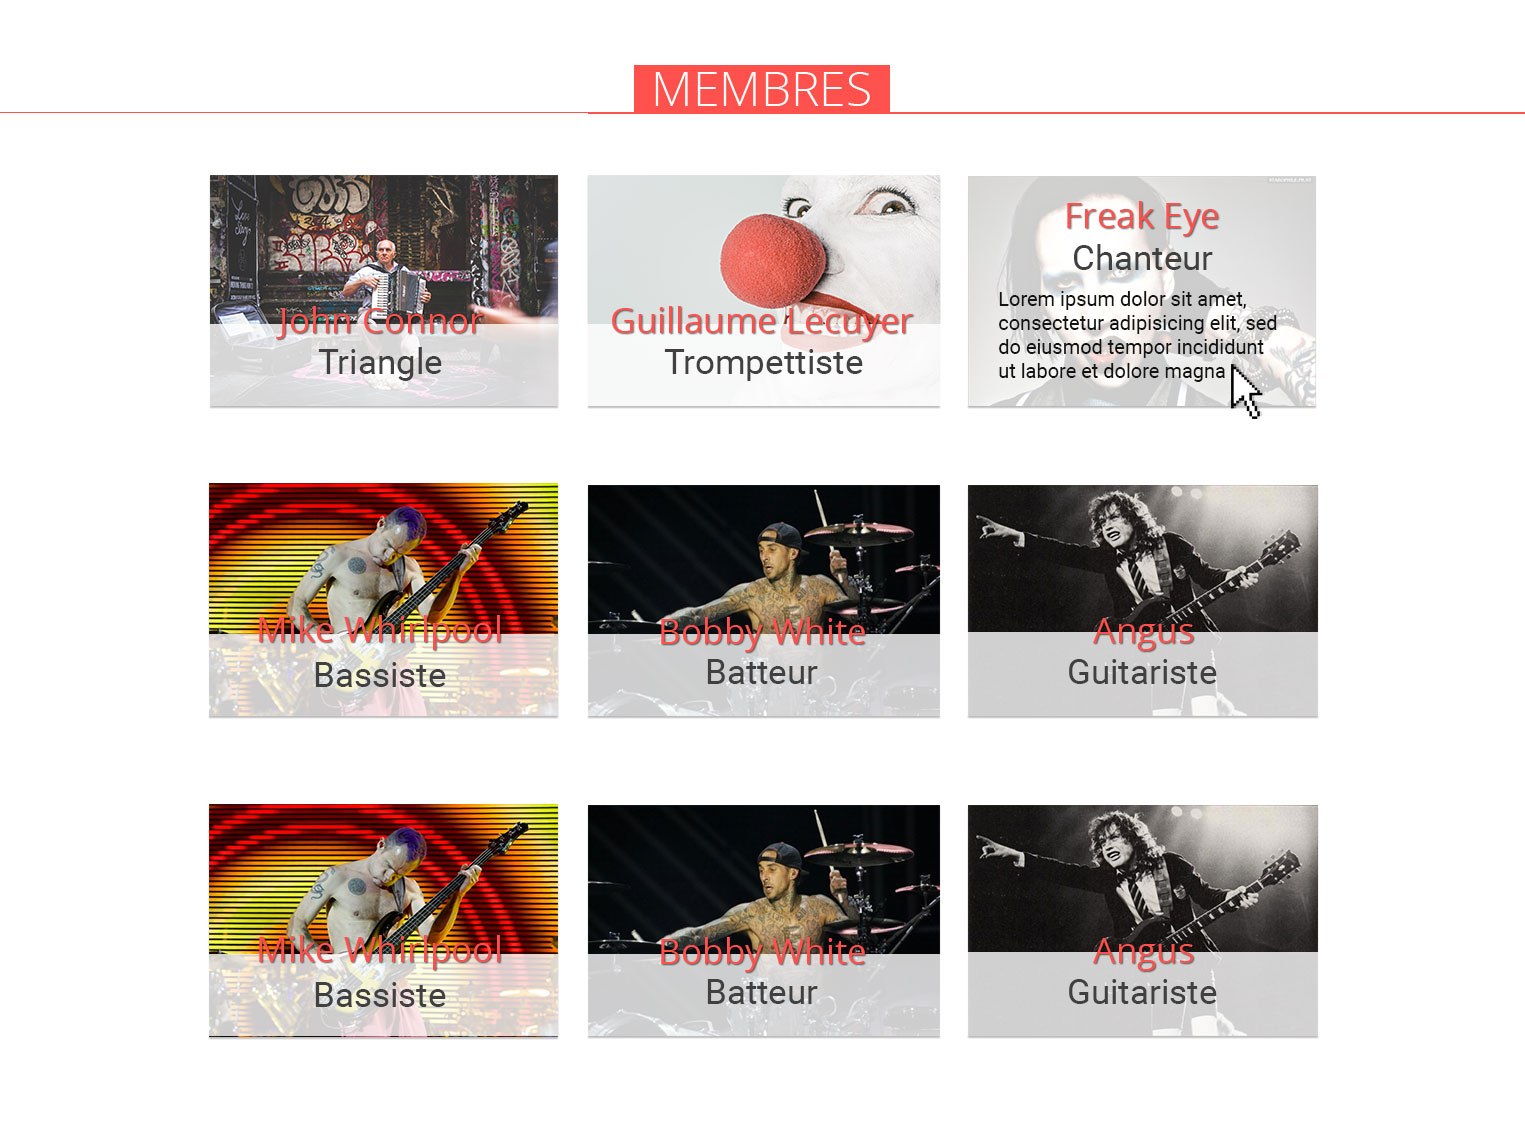 MEMBRES
John Connor
Triangle
Guillaume Lecuyer
Trompettiste
Freak Eye
Chanteur
Lorem ipsum dolor sit amet,
consectetur adipisicing elit, sed
do eiusmod tempor incididunt
ut labore et dolore magna
Mike Whirlpool
Bassiste
Bobby White
Batteur
Angus
Guitariste
Mike Whirlpool
Bassiste
Bobby White
Batteur
Angus
Guitariste